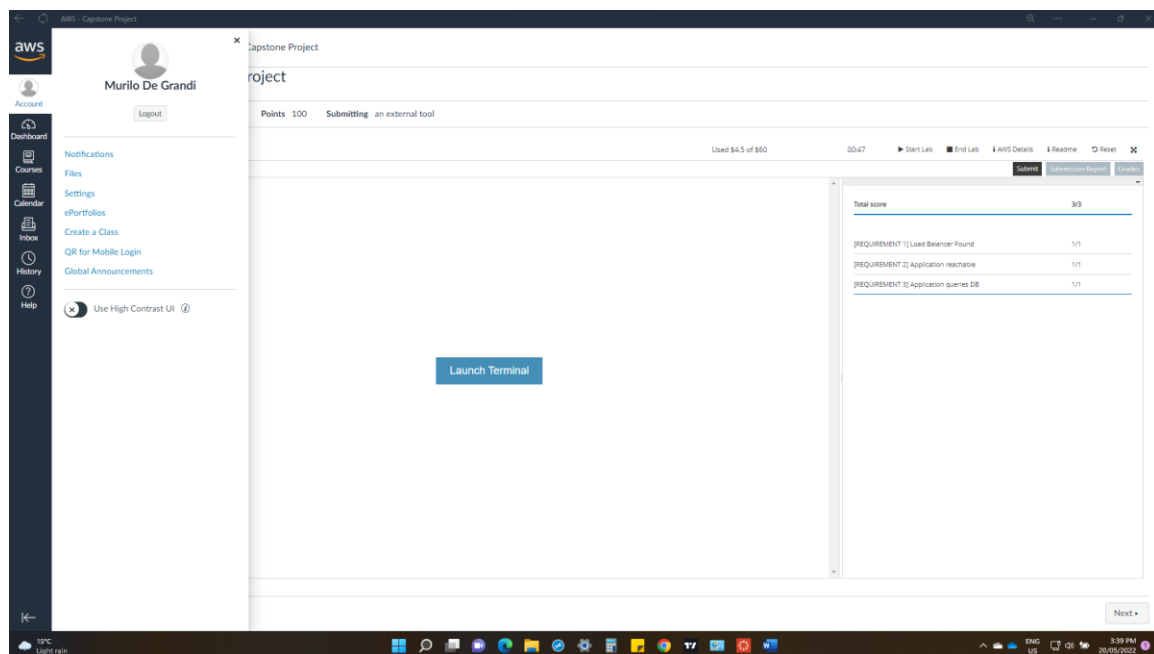 AWS - Capstone Project
aws
Capstone Project
roject
Murilo De Grandi
Account
Logout
Points 100 Submitting an external tool
Dashboard
Courses
Calendar
Inbox
History
Help
Notifications
Files
Settings
ePortfolios
Create a Class
QR for Mobile Login
Global Announcements
Use High Contrast UI
Used $4.5 of $60 00:47 Start Lab End Lab AWS Details Readme Reset
Submit Submission Report Grades
Total score 3/3
[REQUIREMENT 1] Load Balancer Found 1/1
[REQUIREMENT 2] Application reachable 1/1
[REQUIREMENT 3] Application queries DB 1/1
Launch Terminal
Next
15°C
Light rain
ENG
US
3:39 PM
20/05/2022